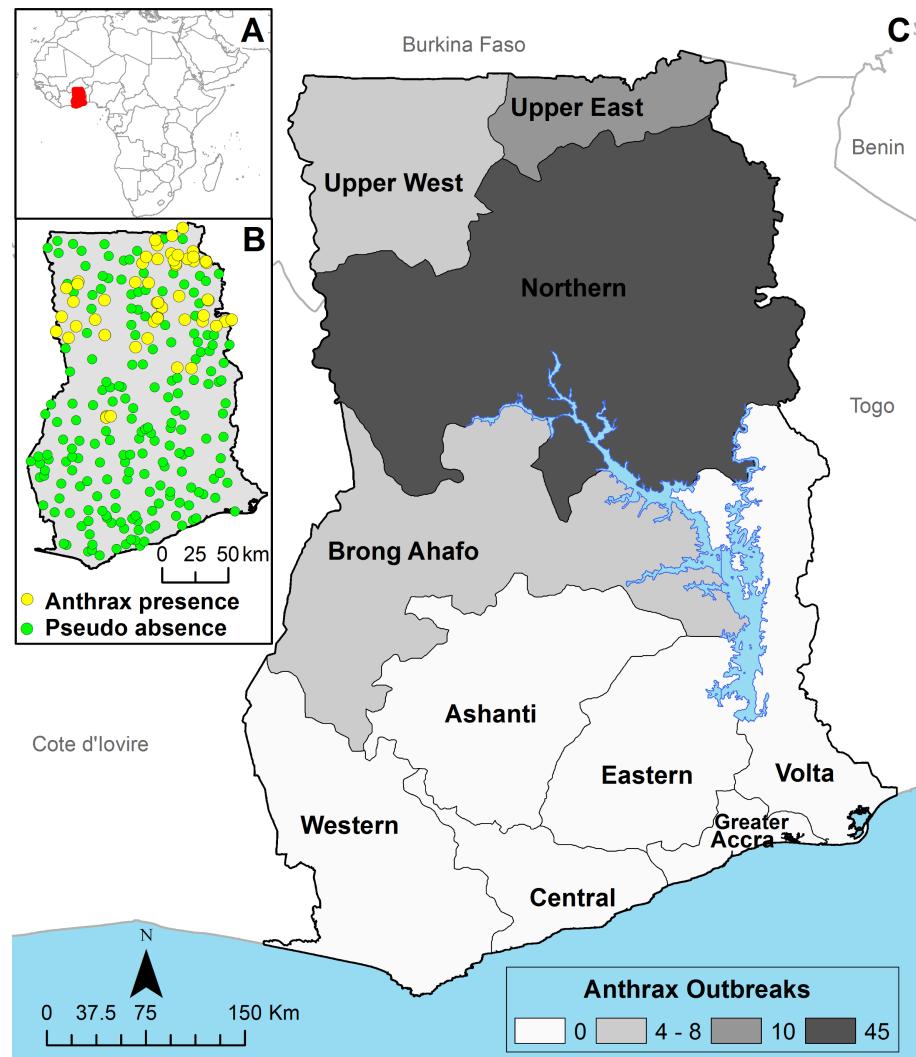 A
B
0 25 50 km
Anthrax presence
Pseudo absence
C
Burkina Faso
Benin
Togo
Cote d'Iovire
Upper East
Upper West
Northern
Brong Ahafo
Ashanti
Eastern
Volta
Western
Greater
Accra
Central
N
0 37.5 75 150 Km
Anthrax Outbreaks
0 4 - 8 10 45